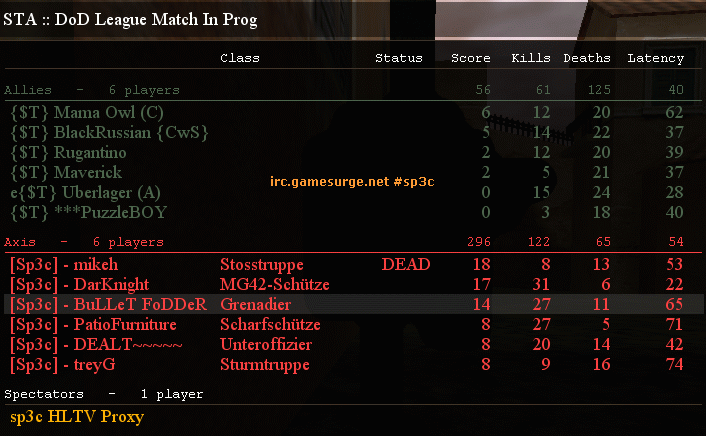 STA :: DoD League Match In Prog
Class Status Score Kills Deaths Latency
Allies - 6 players 56 61 125 40
{$T} Mama Owl (C) 6 12 20 62
{$T} BlackRussian {CwS} 5 14 22 37
{$T} Rugantino 2 12 20 39
{$T} Maverick 2 5 21 37
irc.gamesurge.net #sp3c
e{$T} Uberlager (A) 0 15 24 28
{$T} ***PuzzleBOY 0 3 18 40
Axis - 6 players 296 122 65 54
[Sp3c] - mikeh Stosstruppe DEAD 18 8 13 53
[Sp3c] - DarKnight MG42-Schütze 17 31 6 22
[Sp3c] - BuLLeT FoDDeR Grenadier 14 27 11 65
[Sp3c] - PatioFurniture Scharfschütze 8 27 5 71
[Sp3c] - DEALT~~~~~ Unteroffizier 8 20 14 42
[Sp3c] - treyG Sturmtruppe 8 9 16 74
Spectators - 1 player
sp3c HLTV Proxy